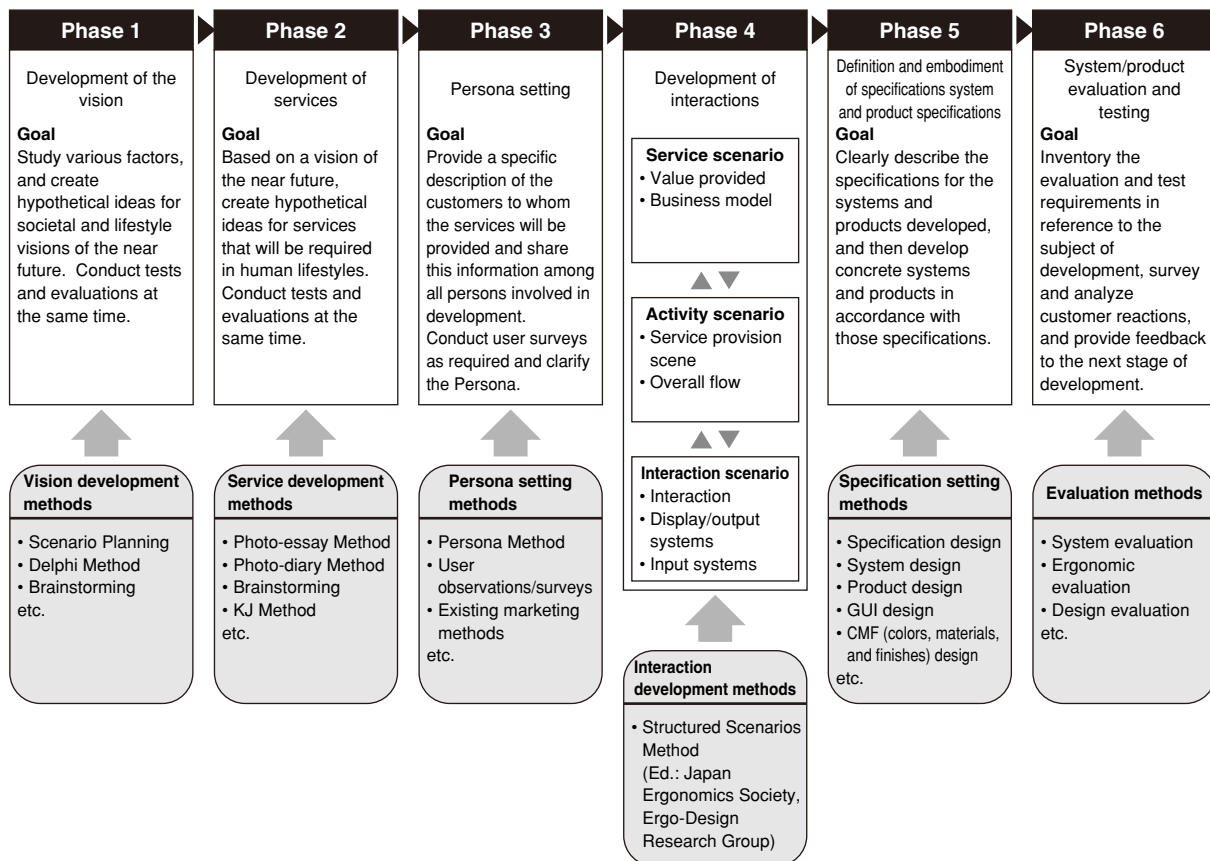 Phase 1
Development of the
vision
Goal
Study various factors,
and create
hypothetical ideas for
societal and lifestyle
visions of the near
future.  Conduct tests
and evaluations at
the same time.
Vision development
methods
• Scenario Planning
• Delphi Method
• Brainstorming
etc.
Phase 2
Development of
services
Goal
Based on a vision of
the near future,
create hypothetical
ideas for services
that will be required
in human lifestyles.
Conduct tests and
evaluations at the
same time.
Service development
methods
• Photo-essay Method
• Photo-diary Method
• Brainstorming
• KJ Method
etc.
Phase 3
Persona setting
Goal
Provide a specific
description of the
customers to whom
the services will be
provided and share
this information among
all persons involved in
development.
Conduct user surveys
as required and clarify
the Persona.
Persona setting
methods
• Persona Method
• User
observations/surveys
• Existing marketing
methods
etc.
Phase 4
Development of
interactions
Service scenario
• Value provided
• Business model
Activity scenario
• Service provision
scene
• Overall flow
Interaction scenario
• Interaction
• Display/output
systems
• Input systems
Interaction
development methods
• Structured Scenarios
Method
(Ed.: Japan
Ergonomics Society,
Ergo-Design
Research Group)
Phase 5
Definition and embodiment
of specifications system
and product specifications
Goal
Clearly describe the
specifications for the
systems and
products developed,
and then develop
concrete systems
and products in
accordance with
those specifications.
Specification setting
methods
• Specification design
• System design
• Product design
• GUI design
• CMF (colors, materials,
and finishes) design
etc.
Phase 6
System/product
evaluation and
testing
Goal
Inventory the
evaluation and test
requirements in
reference to the
subject of
development, survey
and analyze
customer reactions,
and provide feedback
to the next stage of
development.
Evaluation methods
• System evaluation
• Ergonomic
evaluation
• Design evaluation
etc.